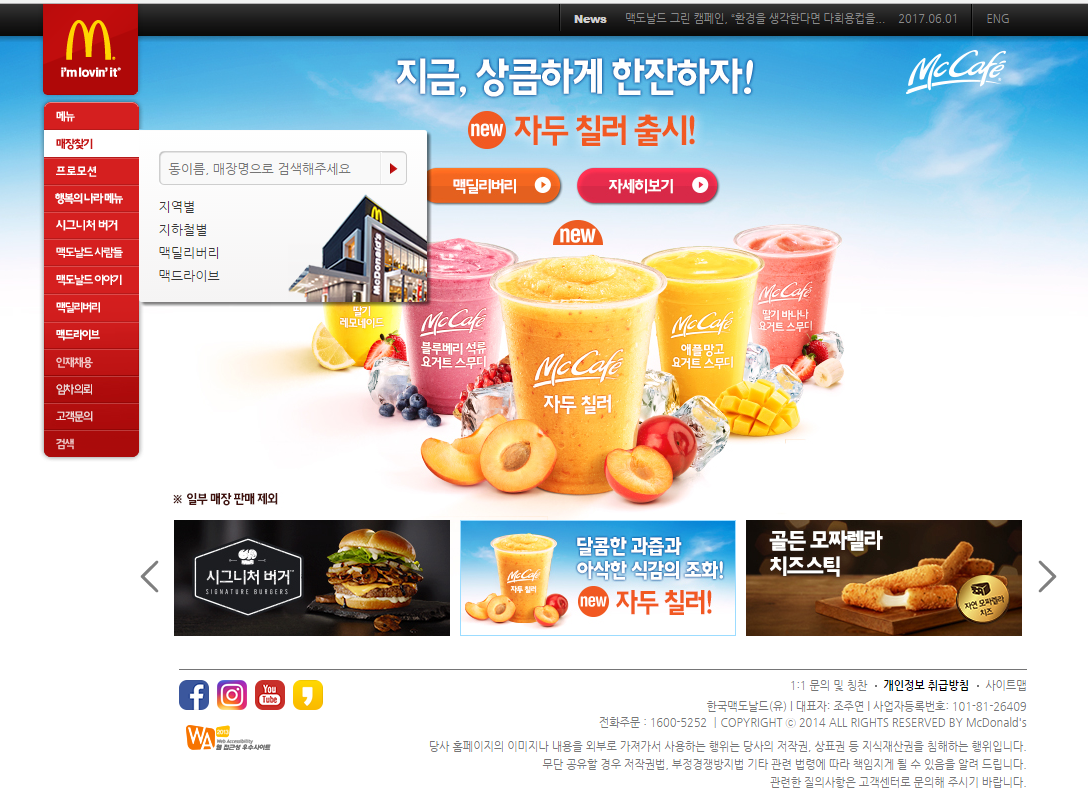 News 맥도날드 그린 캠페인, "환경을 생각한다면 다회용컵을... 2017.06.01 ENG
M
i'm lovin' it
지금, 상큼하게 한잔하자!
McCafé
new 자두 칠러 출시!
맥딜리버리 자세히보기
메뉴
매장찾기
프로모션
행복의 나라 메뉴
시그니처 버거
맥도날드 사람들
맥도날드 이야기
맥딜리버리
맥드라이브
인재채용
임차의뢰
고객문의
검색
동이름, 매장명으로 검색해주세요
지역별
지하철별
맥딜리버리
맥드라이브
McDonald's
new
딸기
레모네이드
McCafé
블루베리 석류
요거트 스무디
McCafé
자두 칠러
McCafé
애플망고
요거트 스무디
McCafé
딸기 바나나
요거트 스무디
※ 일부 매장 판매 제외
시그니처 버거
SIGNATURE BURGERS
McCafé
자두 칠러
달콤한 과즙과
아삭한 식감의 조화!
new 자두 칠러!
골든 모짜렐라
치즈스틱
자연 모짜렐라
치즈
You
Tube
WA 2013
Web Accessibility
웹 접근성 우수사이트
1:1 문의 및 칭찬 · 개인정보 취급방침 · 사이트맵
한국맥도날드(유) | 대표자: 조주연 | 사업자등록번호: 101-81-26409
전화주문 : 1600-5252 | COPYRIGHT ⓒ 2014 ALL RIGHTS RESERVED BY McDonald's
당사 홈페이지의 이미지나 내용을 외부로 가져가서 사용하는 행위는 당사의 저작권, 상표권 등 지식재산권을 침해하는 행위입니다.
무단 공유할 경우 저작권법, 부정경쟁방지법 기타 관련 법령에 따라 책임지게 될 수 있음을 알려 드립니다.
관련한 질의사항은 고객센터로 문의해 주시기 바랍니다.